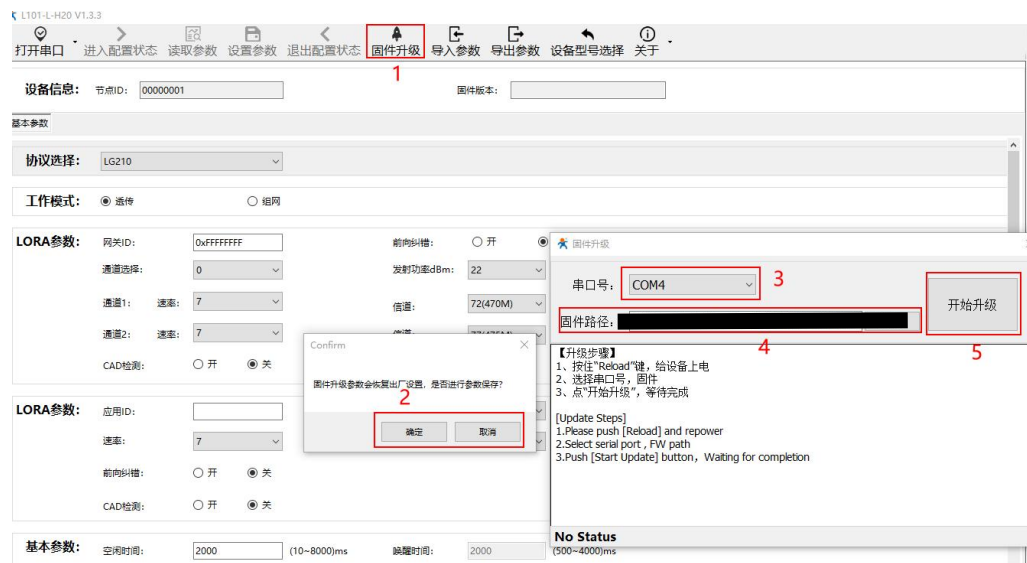 L101-L-H20 V1.3.3
打开串口 进入配置状态 读取参数 设置参数 退出配置状态 固件升级 导入参数 导出参数 设备型号选择 关于
1
设备信息： 节点ID： 00000001 固件版本：
基本参数
协议选择： LG210
工作模式： 透传 组网
LORA参数： 网关ID： 0xFFFFFFFF 前向纠错： 开
通道选择： 0 发射功率dBm： 22
通道1： 速率： 7 信道： 72(470M)
通道2： 速率： 7
CAD检测： 开 关
LORA参数： 应用ID：
速率： 7
前向纠错： 开 关
CAD检测： 开 关
基本参数： 空闲时间： 2000 (10~8000)ms 唤醒时间： 2000 (500~4000)ms
Confirm
固件升级参数会恢复出厂设置，是否进行参数保存？
2
确定 取消
固件升级
串口号： COM4 3
开始升级
固件路径：
4
5
【升级步骤】
1、按住“Reload”键，给设备上电
2、选择串口号，固件
3、点“开始升级”，等待完成
[Update Steps]
1.Please push [Reload] and repower
2.Select serial port , FW path
3.Push [Start Update] button，Waiting for completion
No Status